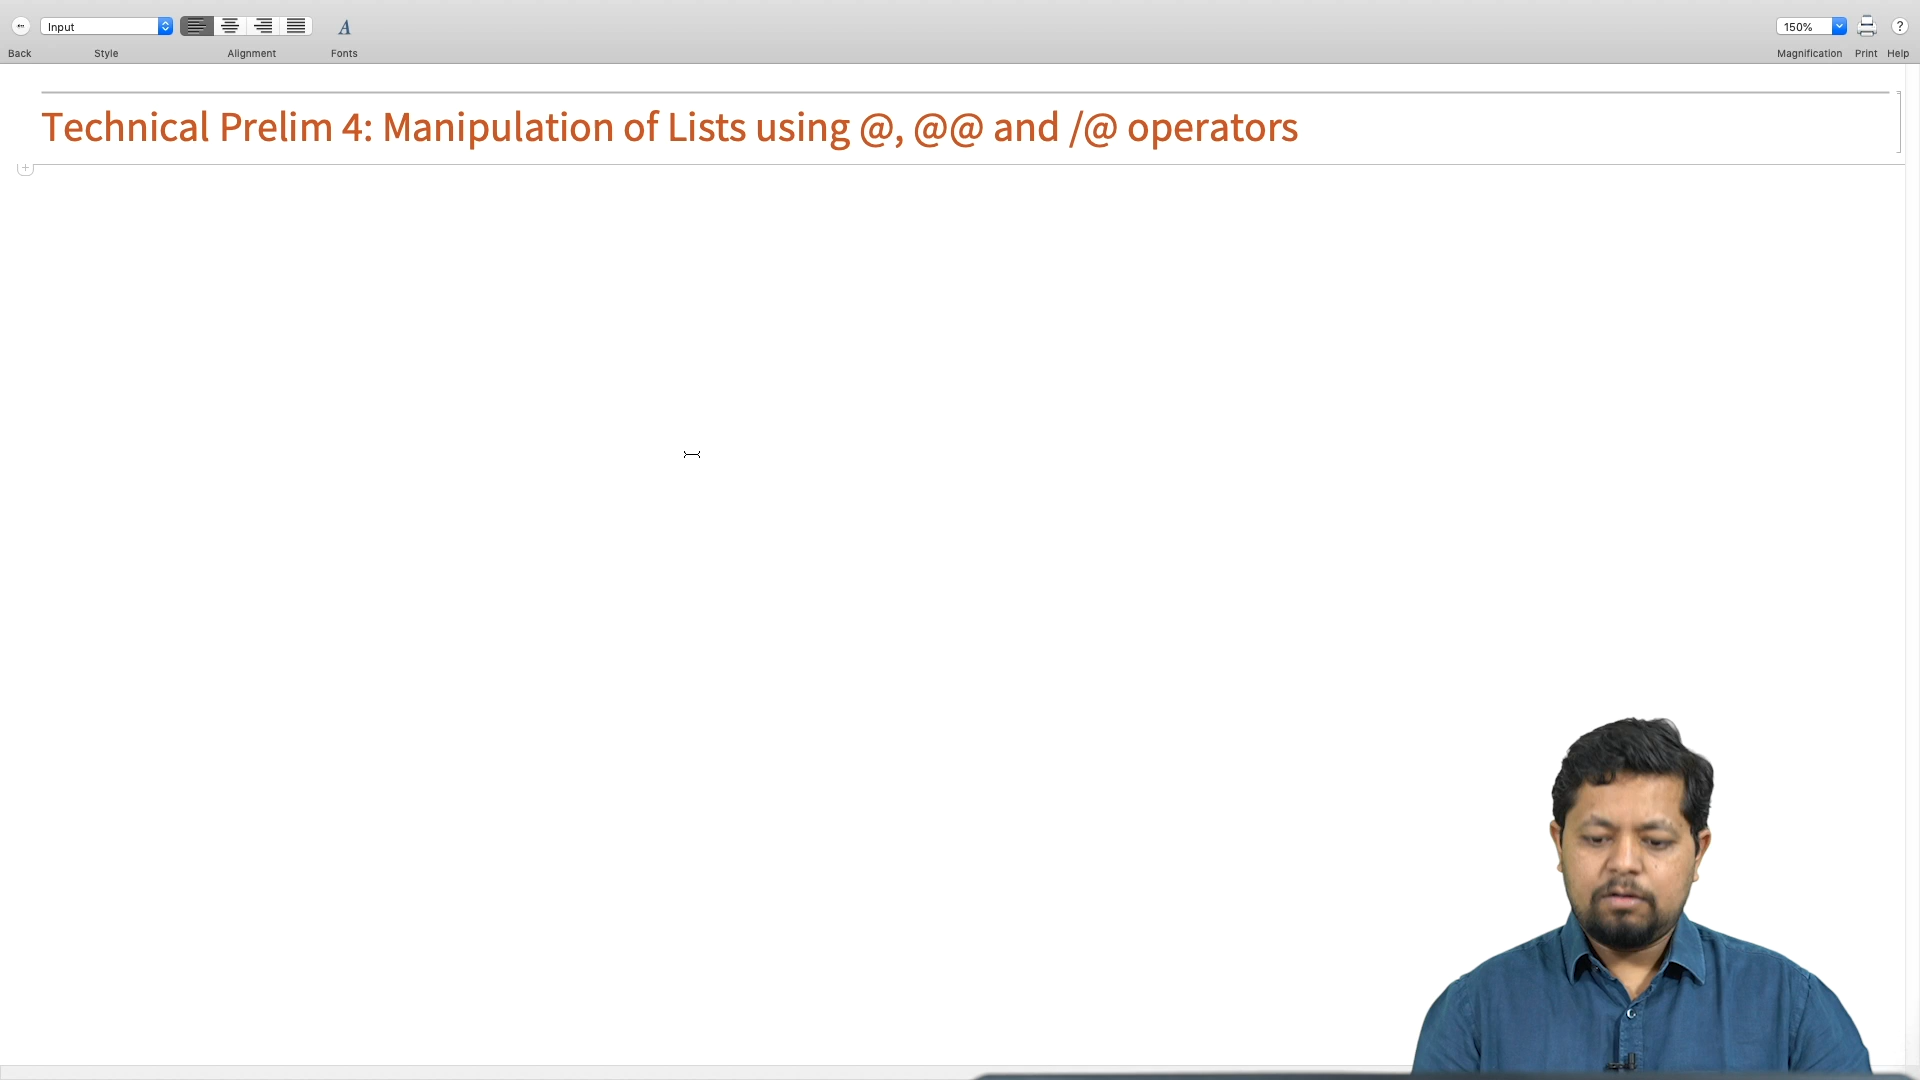 Input
Back
Style
Alignment
A
Fonts
150%
Magnification
Print
?
Help
Technical Prelim 4: Manipulation of Lists using @, @@ and /@ operators